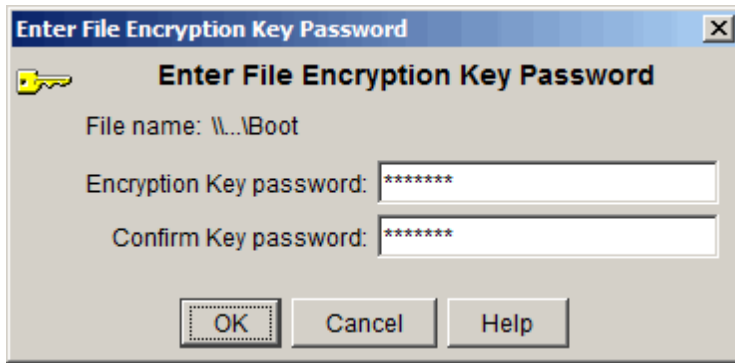 Enter File Encryption Key Password
Enter File Encryption Key Password
File name: \\...\Boot
Encryption Key password: *******
Confirm Key password: *******
OK Cancel Help